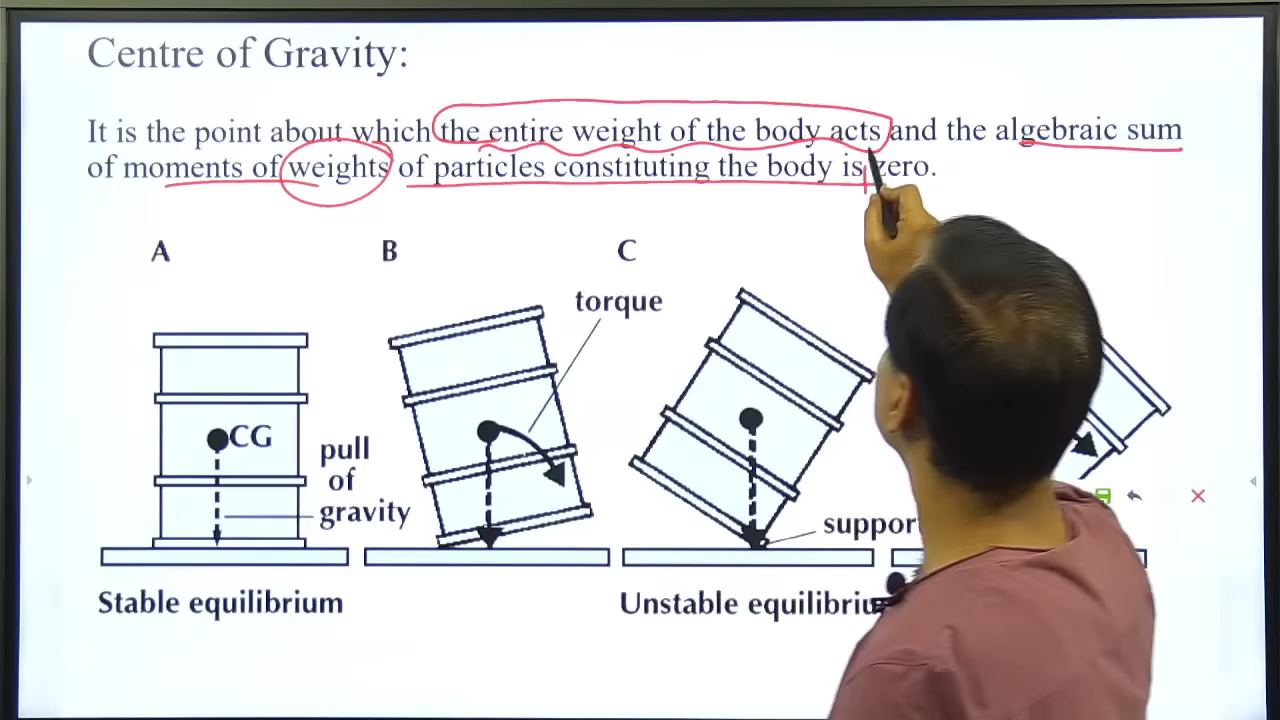 Centre of Gravity:
It is the point about which the entire weight of the body acts and the algebraic sum
of moments of weights of particles constituting the body is zero.
A B C
torque
CG
pull
of
gravity
Stable equilibrium
Unstable